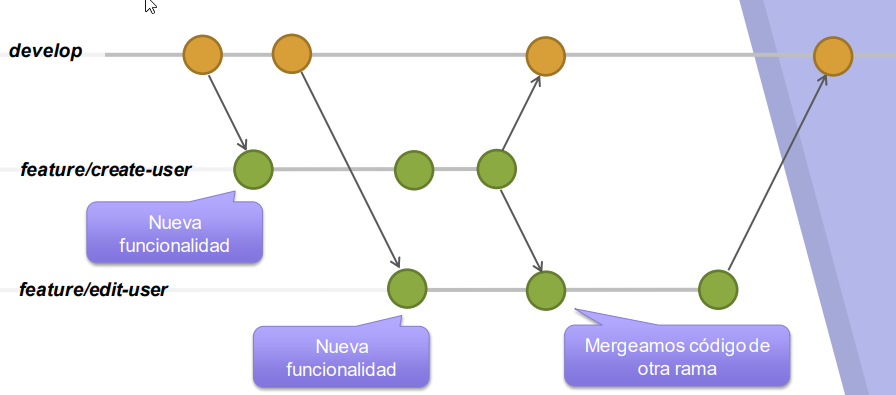 develop
feature/create-user
Nueva
funcionalidad
feature/edit-user
Nueva
funcionalidad
Mergeamos código de
otra rama